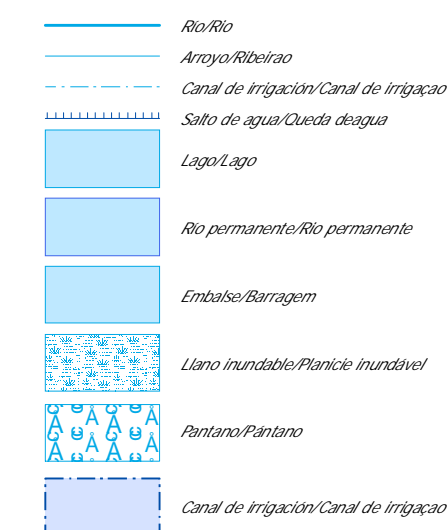 Río/Rio
Arroyo/Ribeirao
Canal de irrigación/Canal de irrigaçao
Salto de agua/Queda deagua
Lago/Lago
Rio permanente/Rio permanente
Embalse/Barragem
Llano inundable/Planicie inundável
Pantano/Pántano
Canal de irrigación/Canal de irrigaçao